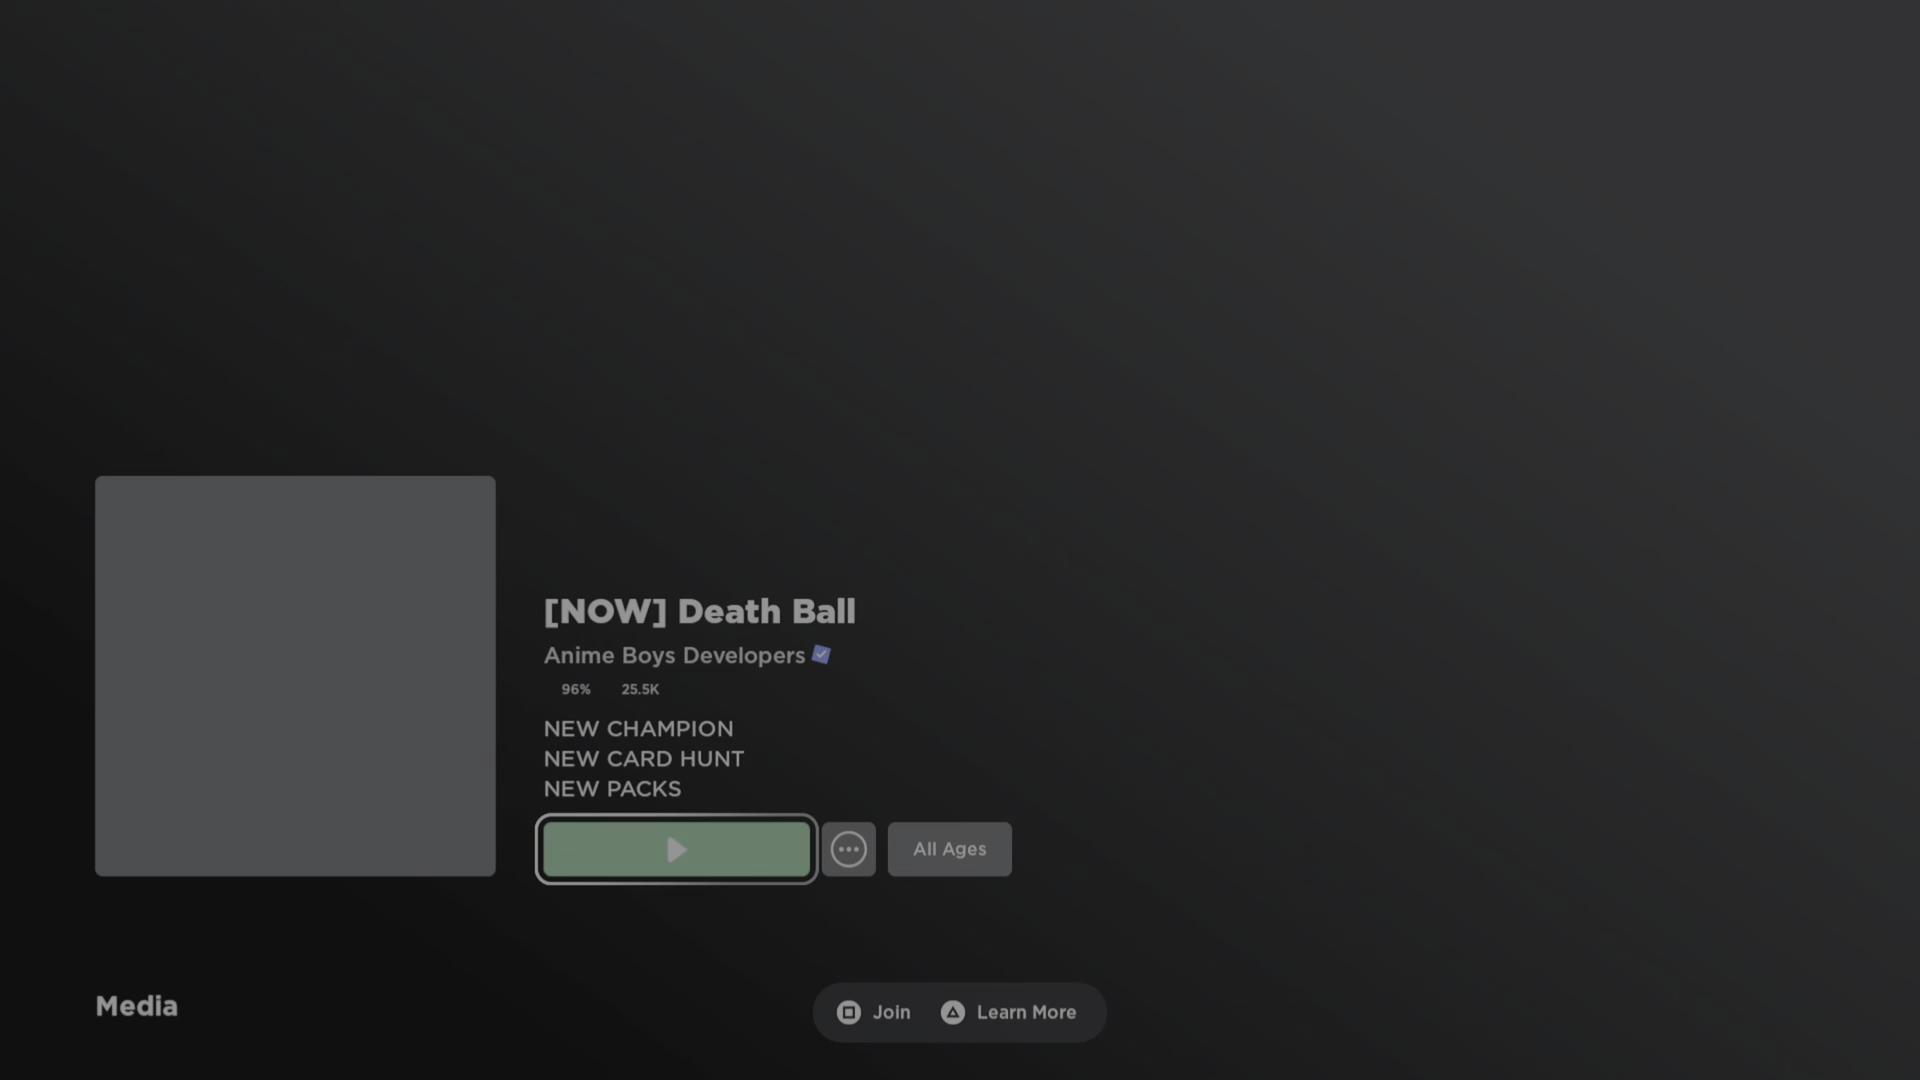 [NOW] Death Ball
Anime Boys Developers
96% 25.5K
NEW CHAMPION
NEW CARD HUNT
NEW PACKS
All Ages
Media
Join Learn More